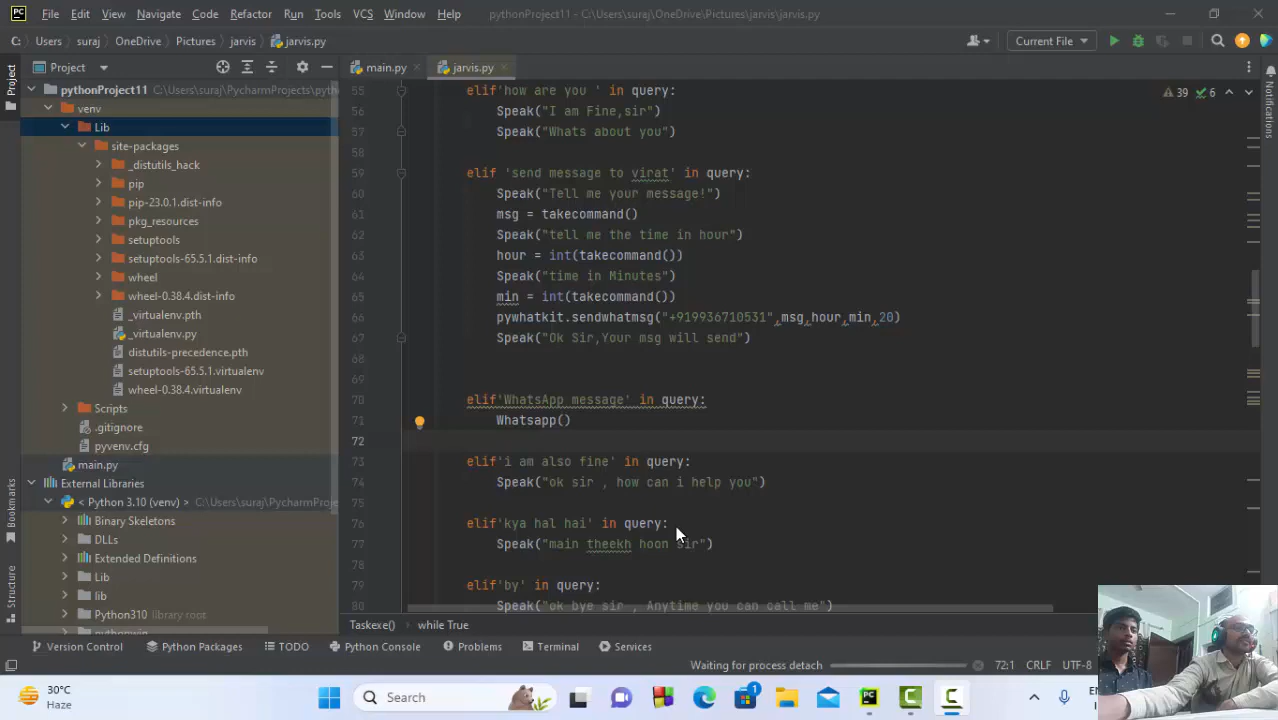 File Edit View Navigate Code Refactor Run Tools VCS Window Help pythonProject11 - C:\Users\suraj\OneDrive\Pictures\jarvis\jarvis.py
C: Users suraj OneDrive Pictures jarvis jarvis.py Current File
Project Project main.py jarvis.py Notifications
pythonProject11 C:\Users\suraj\PycharmProjects\pyth
venv
Lib
site-packages
_distutils_hack
pip
pip-23.0.1.dist-info
pkg_resources
setuptools
setuptools-65.5.1.dist-info
wheel
wheel-0.38.4.dist-info
_virtualenv.pth
_virtualenv.py
distutils-precedence.pth
setuptools-65.5.1.virtualenv
wheel-0.38.4.virtualenv
Scripts
.gitignore
pyvenv.cfg
main.py
External Libraries
< Python 3.10 (venv) > C:\Users\suraj\PycharmProje
Binary Skeletons
DLLs
Extended Definitions
Lib
lib
Python310 library root
pythonwin
Bookmarks
Structure
39 6
55 elif'how are you ' in query:
56 Speak("I am Fine,sir")
57 Speak("Whats about you")
58
59 elif 'send message to virat' in query:
60 Speak("Tell me your message!")
61 msg = takecommand()
62 Speak("tell me the time in hour")
63 hour = int(takecommand())
64 Speak("time in Minutes")
65 min = int(takecommand())
66 pywhatkit.sendwhatmsg("+919936710531",msg,hour,min,20)
67 Speak("Ok Sir,Your msg will send")
68
69
70 elif'WhatsApp message' in query:
71 Whatsapp()
72
73 elif'i am also fine' in query:
74 Speak("ok sir , how can i help you")
75
76 elif'kya hal hai' in query:
77 Speak("main theekh hoon sir")
78
79 elif'by' in query:
80 Speak("ok bye sir , Anytime you can call me")
Taskexe() while True
Version Control Python Packages TODO Python Console Problems Terminal Services
Waiting for process detach 72:1 CRLF UTF-8
30°C
Haze
Search
1